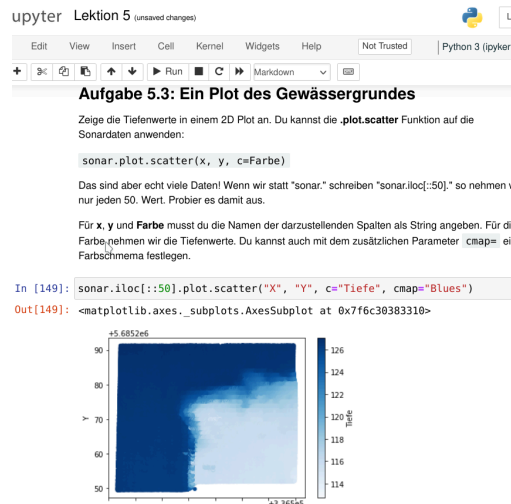 upyter Lektion 5 (unsaved changes)
Edit View Insert Cell Kernel Widgets Help Not Trusted Python 3 (ipyker
Run Markdown
Aufgabe 5.3: Ein Plot des Gewässergrundes
Zeige die Tiefenwerte in einem 2D Plot an. Du kannst die .plot.scatter Funktion auf die
Sonardaten anwenden:
sonar.plot.scatter(x, y, c=Farbe)
Das sind aber echt viele Daten! Wenn wir statt "sonar." schreiben "sonar.iloc[::50]." so nehmen w
nur jeden 50. Wert. Probier es damit aus.
Für x, y und Farbe musst du die Namen der darzustellenden Spalten als String angeben. Für di
Farbe nehmen wir die Tiefenwerte. Du kannst auch mit dem zusätzlichen Parameter cmap= ei
Farbschmema festlegen.
In [149]: sonar.iloc[::50].plot.scatter("X", "Y", c="Tiefe", cmap="Blues")
Out[149]: <matplotlib.axes._subplots.AxesSubplot at 0x7f6c30383310>
+5.6852e6
90
80
70
60
50
Y
126
124
122
120
118
116
114
Tiefe
+3.365e5